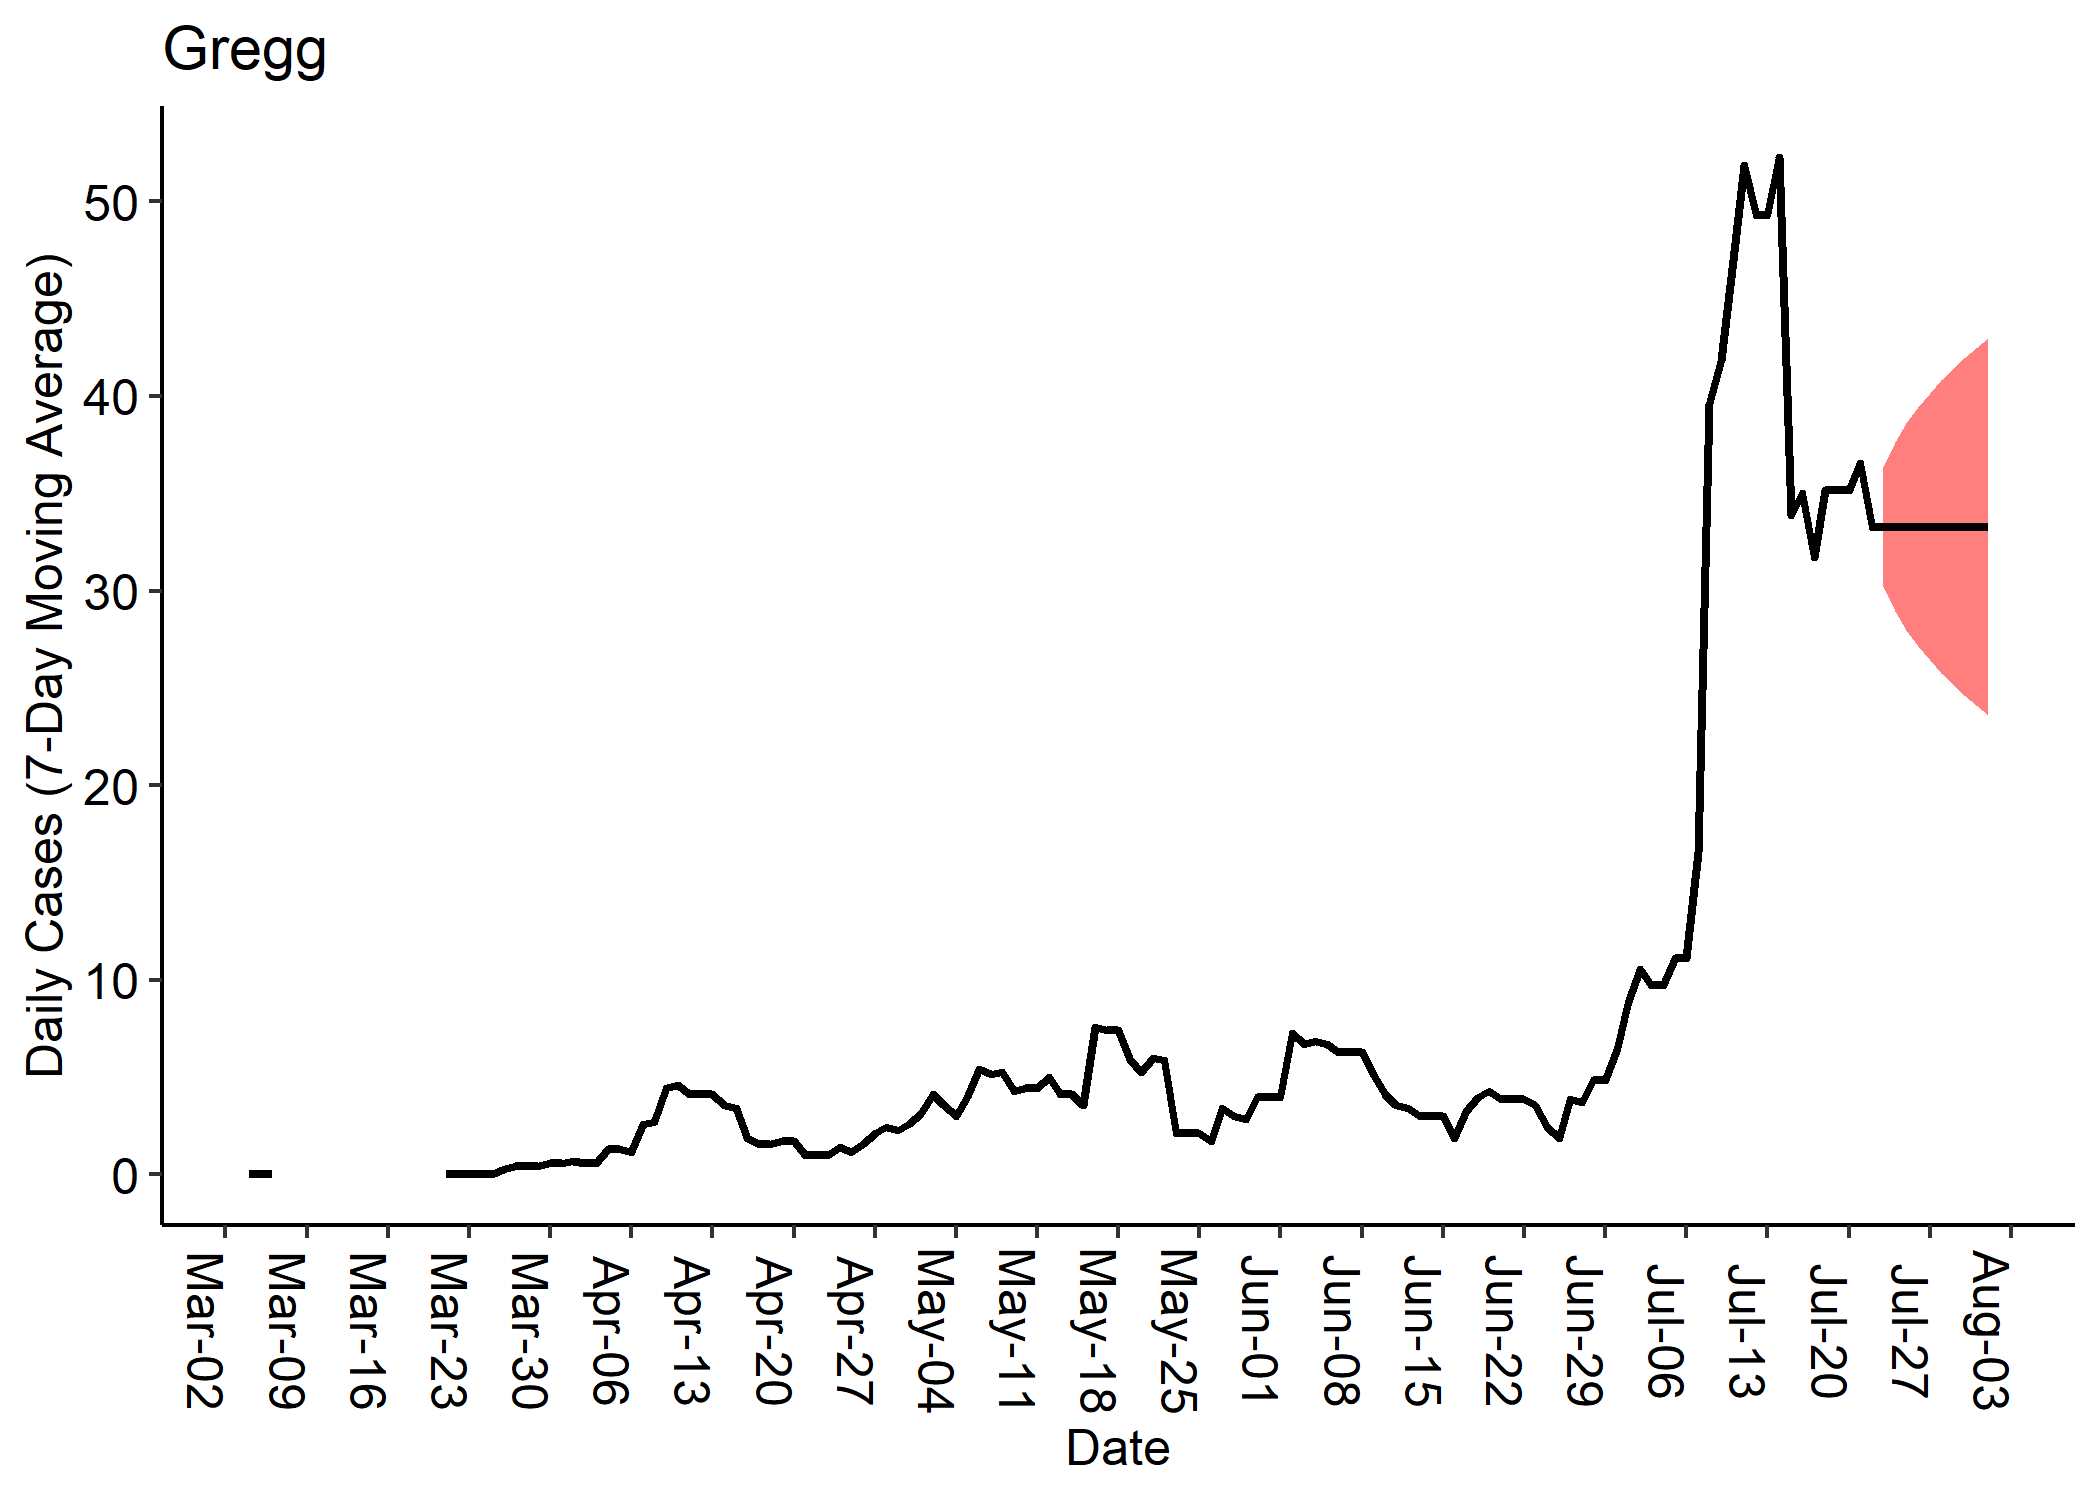 Gregg
Daily Cases (7-Day Moving Average)
50
40
30
20
10
0
Mar-02
Mar-09
Mar-16
Mar-23
Mar-30
Apr-06
Apr-13
Apr-20
Apr-27
May-04
May-11
May-18
May-25
Jun-01
Jun-08
Jun-15
Jun-22
Jun-29
Jul-06
Jul-13
Jul-20
Jul-27
Aug-03
Date